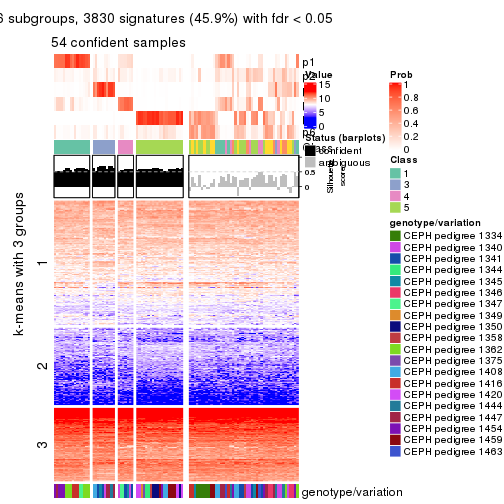 6 subgroups, 3830 signatures (45.9%) with fdr < 0.05
54 confident samples
p1
p2
Value
15
10
5
0
Prob
1
0.8
0.6
0.4
0.2
0
Status (barplots)
confident
ambiguous
Class
1
3
4
5
0.5
0
Silhouette score
k-means with 3 groups
1
2
3
genotype/variation
CEPH pedigree 1334
CEPH pedigree 1340
CEPH pedigree 1341
CEPH pedigree 1344
CEPH pedigree 1345
CEPH pedigree 1346
CEPH pedigree 1347
CEPH pedigree 1349
CEPH pedigree 1350
CEPH pedigree 1358
CEPH pedigree 1362
CEPH pedigree 1375
CEPH pedigree 1408
CEPH pedigree 1416
CEPH pedigree 1420
CEPH pedigree 1444
CEPH pedigree 1447
CEPH pedigree 1454
CEPH pedigree 1459
CEPH pedigree 1463
genotype/variation